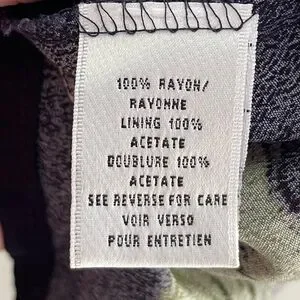 100% RAYON/
RAYONNE
LINING 100%
ACETATE
DOUBLURE 100%
ACETATE
SEE REVERSE FOR CARE
VOIR VERSO
POUR ENTRETIEN